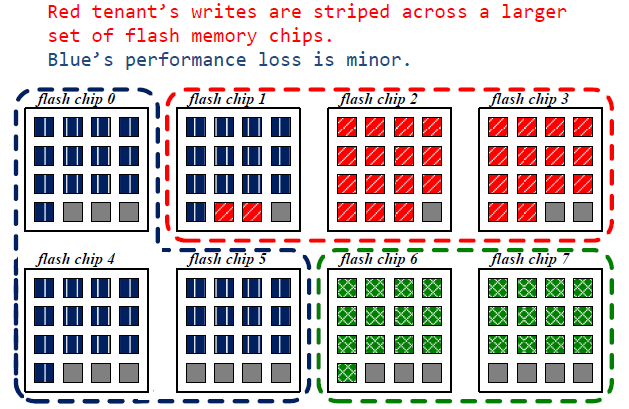 Red tenant’s writes are striped across a larger
set of flash memory chips.
Blue’s performance loss is minor.
flash chip 0
flash chip 1
flash chip 2
flash chip 3
flash chip 4
flash chip 5
flash chip 6
flash chip 7